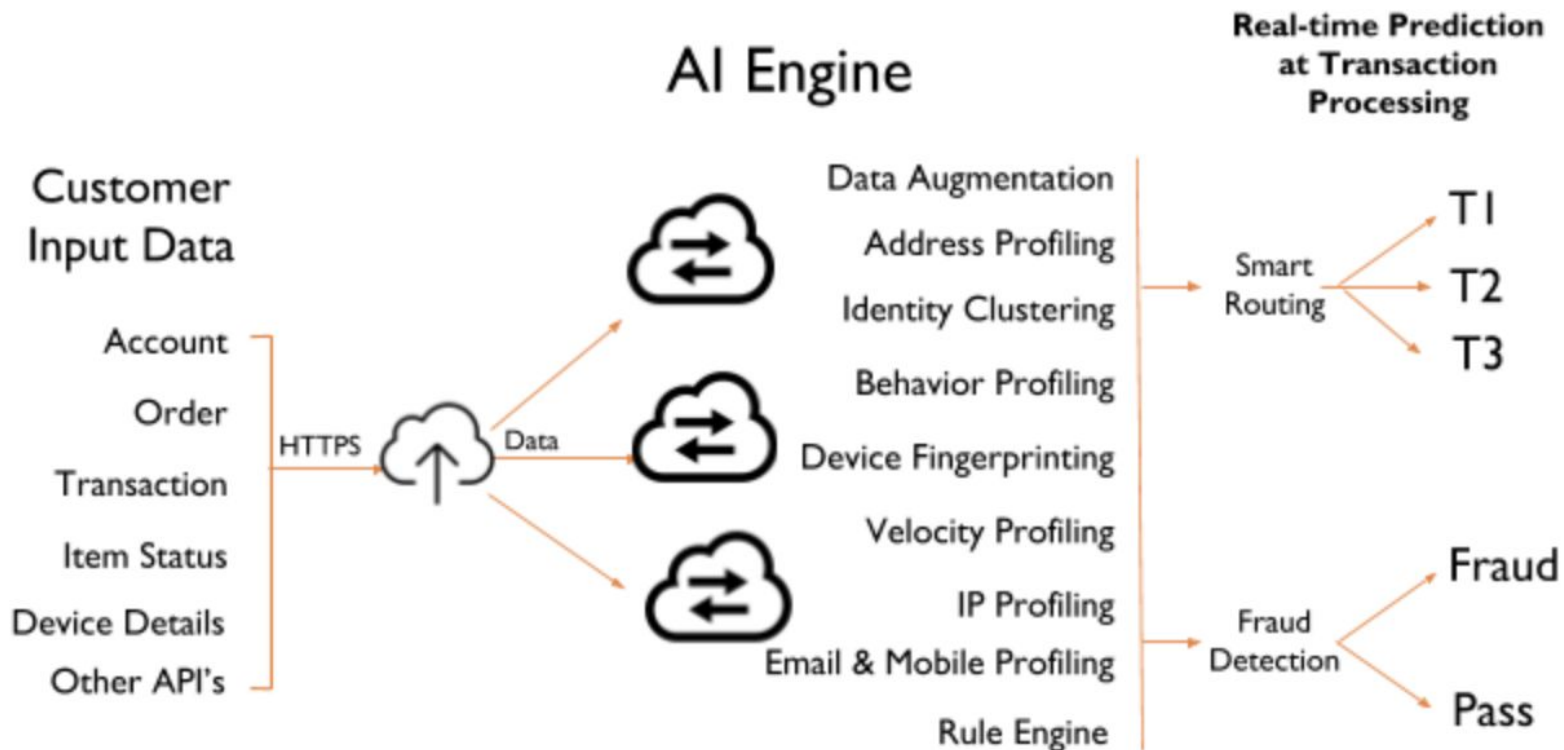 Real-time Prediction
at Transaction
Processing
AI Engine
Customer
Input Data
Account
Order
Transaction
Item Status
Device Details
Other API's
HTTPS
Data
Data Augmentation
Address Profiling
Identity Clustering
Behavior Profiling
Device Fingerprinting
Velocity Profiling
IP Profiling
Email & Mobile Profiling
Rule Engine
Smart
Routing
T1
T2
T3
Fraud
Detection
Fraud
Pass